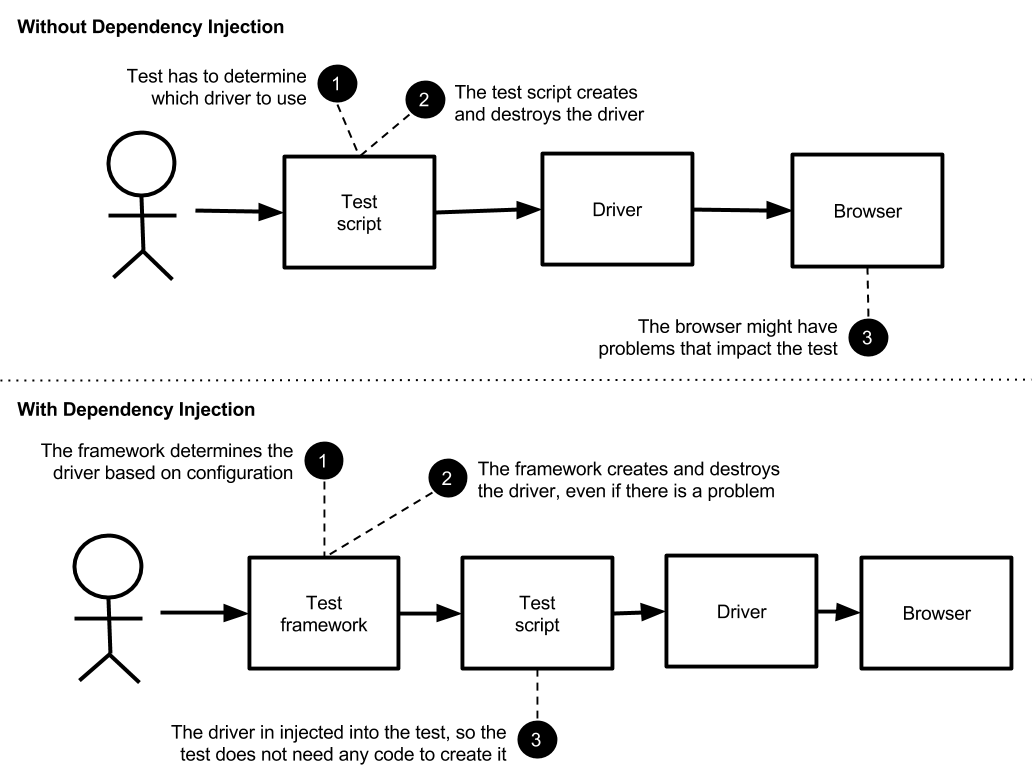 Without Dependency Injection
Test has to determine
which driver to use
1
2
The test script creates
and destroys the driver
Test
script
Driver
Browser
The browser might have
problems that impact the test
3
With Dependency Injection
The framework determines the
driver based on configuration
1
2
The framework creates and destroys
the driver, even if there is a problem
Test
framework
Test
script
Driver
Browser
The driver in injected into the test, so the
test does not need any code to create it
3